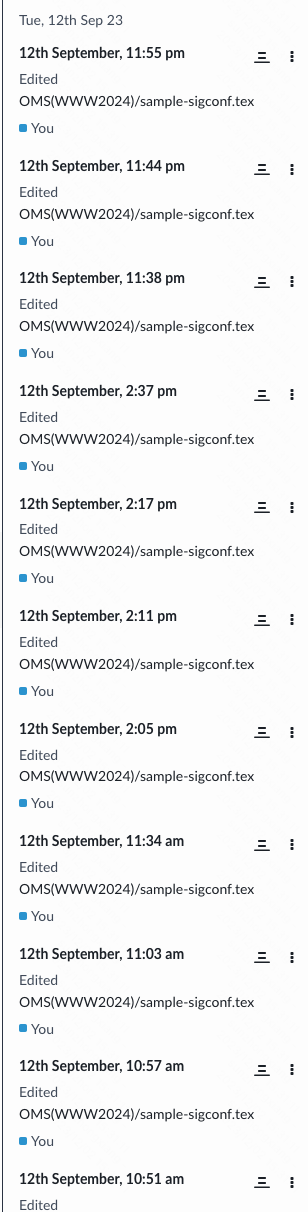 Tue, 12th Sep 23
12th September, 11:55 pm
Edited
OMS(WWW2024)/sample-sigconf.tex
You
12th September, 11:44 pm
Edited
OMS(WWW2024)/sample-sigconf.tex
You
12th September, 11:38 pm
Edited
OMS(WWW2024)/sample-sigconf.tex
You
12th September, 2:37 pm
Edited
OMS(WWW2024)/sample-sigconf.tex
You
12th September, 2:17 pm
Edited
OMS(WWW2024)/sample-sigconf.tex
You
12th September, 2:11 pm
Edited
OMS(WWW2024)/sample-sigconf.tex
You
12th September, 2:05 pm
Edited
OMS(WWW2024)/sample-sigconf.tex
You
12th September, 11:34 am
Edited
OMS(WWW2024)/sample-sigconf.tex
You
12th September, 11:03 am
Edited
OMS(WWW2024)/sample-sigconf.tex
You
12th September, 10:57 am
Edited
OMS(WWW2024)/sample-sigconf.tex
You
12th September, 10:51 am
Edited